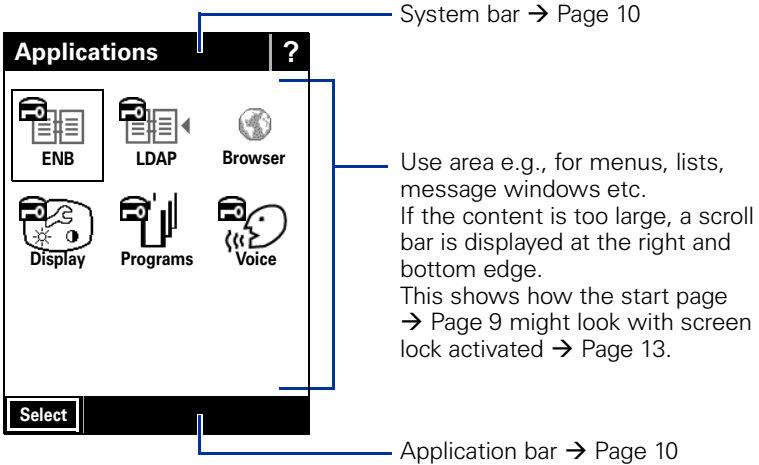 System bar → Page 10
Applications ?
ENB LDAP Browser
Display Programs Voice
Use area e.g., for menus, lists,
message windows etc.
If the content is too large, a scroll
bar is displayed at the right and
bottom edge.
This shows how the start page
→ Page 9 might look with screen
lock activated → Page 13.
Select
Application bar → Page 10